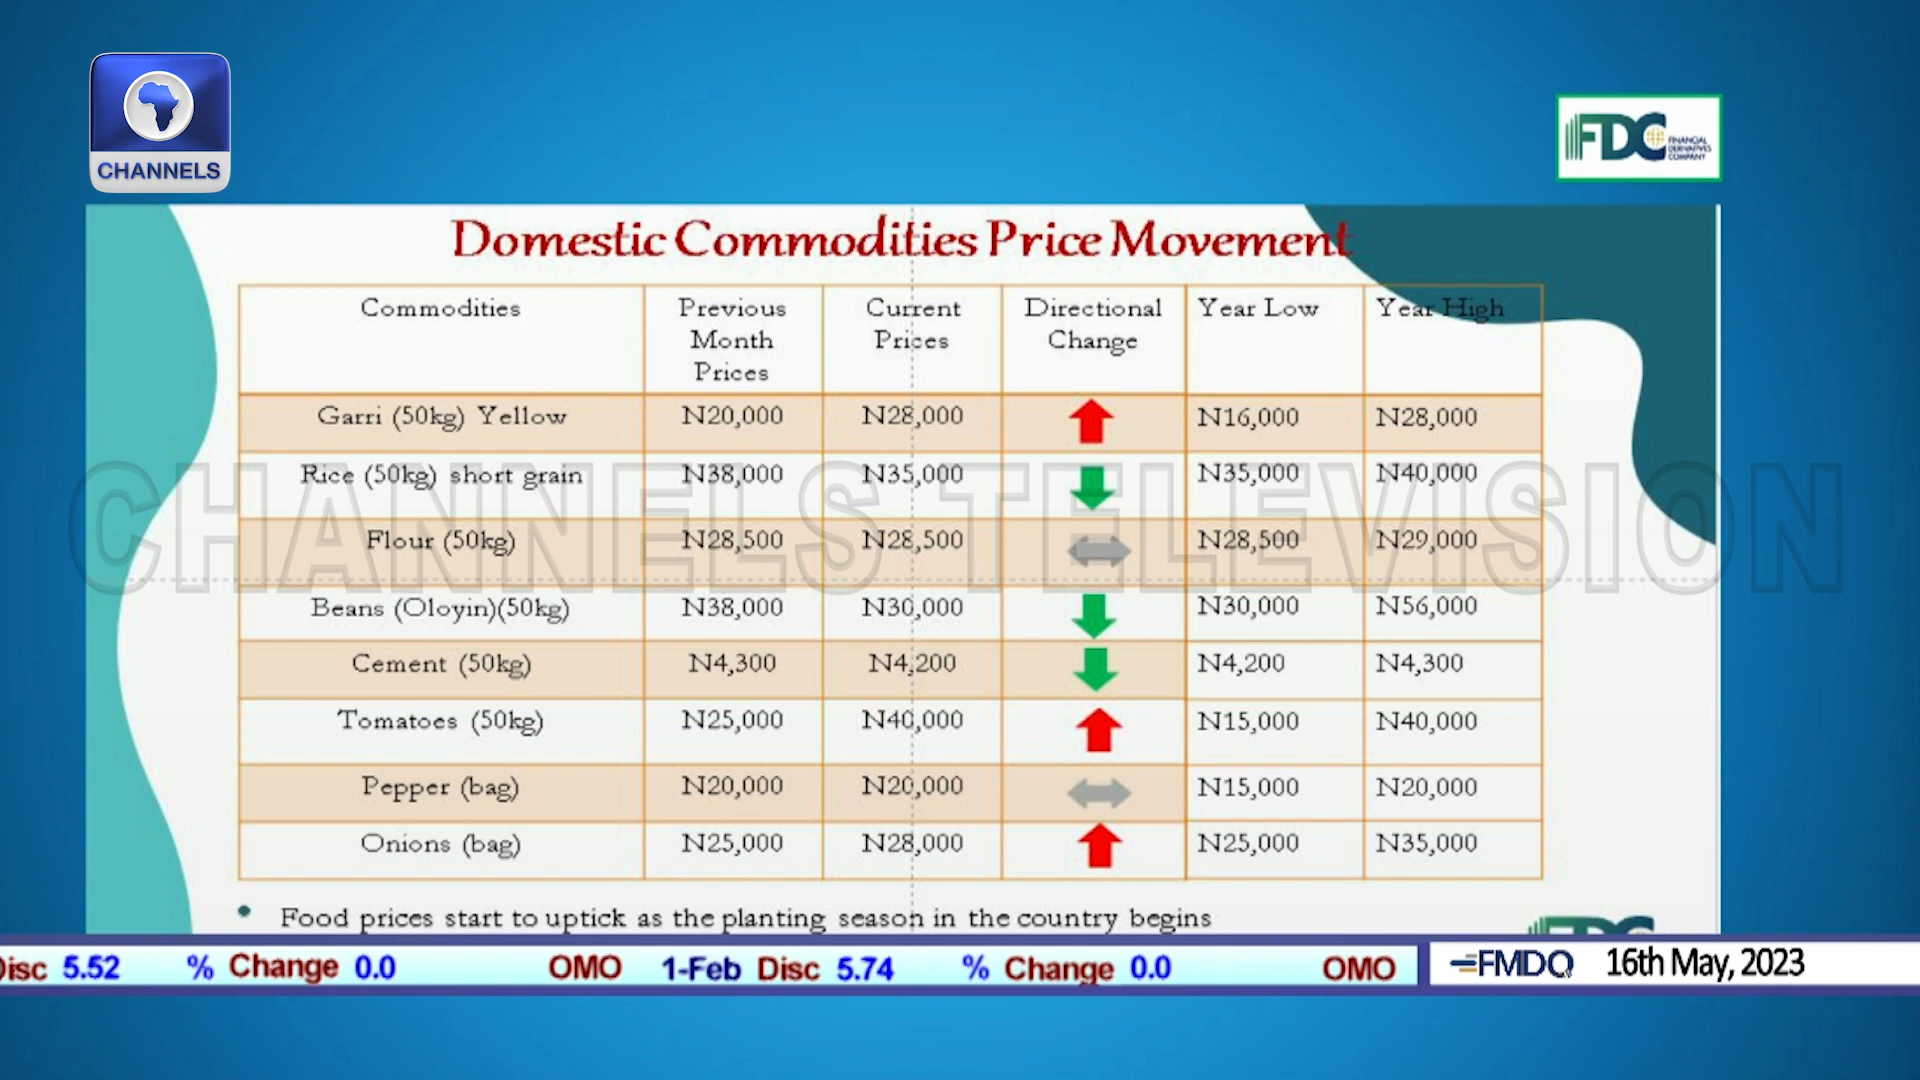 CHANNELS
FDC
FINANCIAL
DERIVATIVES
COMPANY
Domestic Commodities Price Movement
Commodities Previous Month Prices Current Prices Directional Change Year Low Year High
Garri (50kg) Yellow N20,000 N28,000 N16,000 N28,000
Rice (50kg) short grain N38,000 N35,000 N35,000 N40,000
Flour (50kg) N28,500 N28,500 N28,500 N29,000
Beans (Oloyin)(50kg) N38,000 N30,000 N30,000 N56,000
Cement (50kg) N4,300 N4,200 N4,200 N4,300
Tomatoes (50kg) N25,000 N40,000 N15,000 N40,000
Pepper (bag) N20,000 N20,000 N15,000 N20,000
Onions (bag) N25,000 N28,000 N25,000 N35,000
CHANNELS TELEVISION
• Food prices start to uptick as the planting season in the country begins
FDC
Disc 5.52 % Change 0.0 OMO 1-Feb Disc 5.74 % Change 0.0 OMO
FMDQ 16th May, 2023